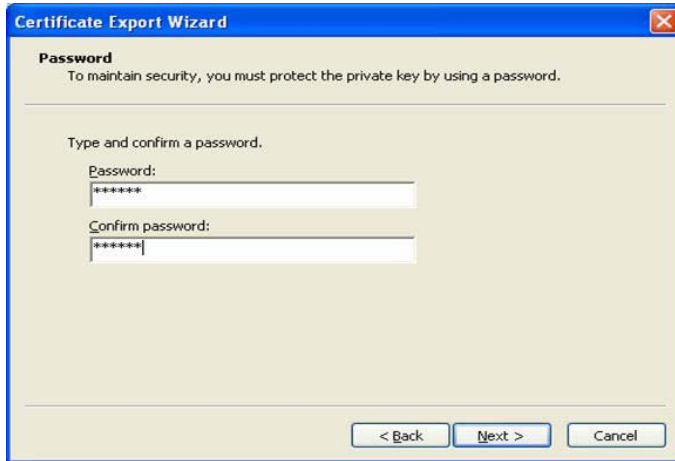 Certificate Export Wizard
Password
To maintain security, you must protect the private key by using a password.
Type and confirm a password.
Password:
******
Confirm password:
******
< Back Next > Cancel